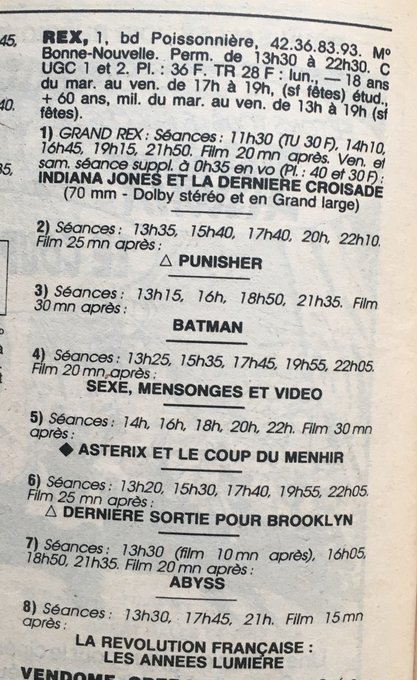 45,
REX, 1, bd Poissonnière, 42.36.83.93. Mº
Bonne-Nouvelle. Perm. de 13h30 à 22h30. C
UGC 1 et 2. Pl. : 36 F. TR 28 F : lun., — 18 ans
du mar. au ven. de 17h à 19h, (sf fêtes) étud.,
+ 60 ans, mil. du mar. au ven. de 13h à 19h (sf
40.
fêtes).
1) GRAND REX : Séances : 11h30 (TU 30 F), 14h10,
16h45, 19h15, 21h50. Film 20 mn après. Ven. et
35,
sam. séance suppl. à 0h35 en vo (Pl. : 40 et 30 F) :
INDIANA JONES ET LA DERNIERE CROISADE
(70 mm - Dolby stéréo et en Grand large)
2) Séances : 13h35, 15h40, 17h40, 20h, 22h10.
Film 25 mn après :
△ PUNISHER
3) Séances : 13h15, 16h, 18h50, 21h35. Film
30 mn après :
BATMAN
4) Séances : 13h25, 15h35, 17h45, 19h55, 22h05.
Film 20 mn après :
SEXE, MENSONGES ET VIDEO
5) Séances : 14h, 16h, 18h, 20h, 22h. Film 30 mn
après :
◆ ASTERIX ET LE COUP DU MENHIR
6) Séances : 13h20, 15h30, 17h40, 19h55, 22h05.
Film 25 mn après :
△ DERNIÈRE SORTIE POUR BROOKLYN
7) Séances : 13h30 (film 10 mn après), 16h05,
18h50, 21h35. Film 20 mn après :
ABYSS
8) Séances : 13h30, 17h45, 21h. Film 15 mn
après :
LA REVOLUTION FRANÇAISE :
LES ANNEES LUMIÈRE